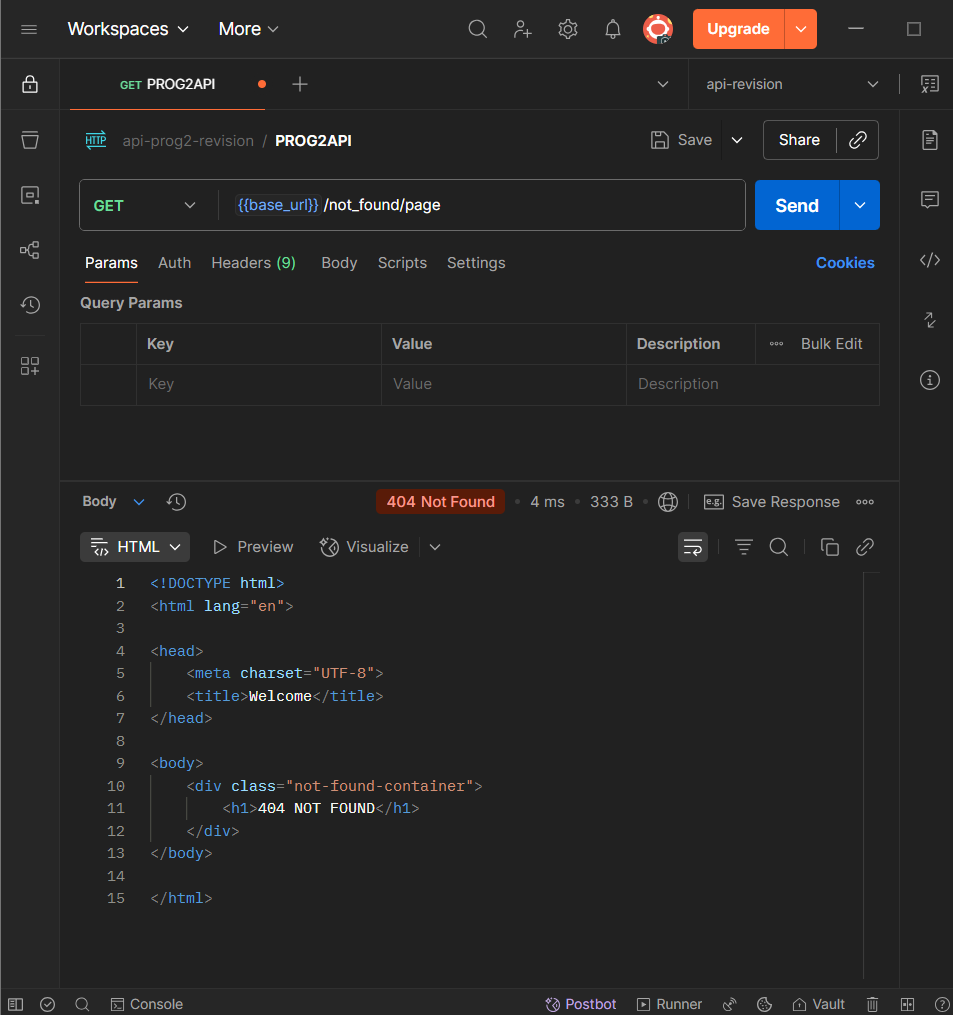 Workspaces More Upgrade
GET PROG2API api-revision
HTTP api-prog2-revision / PROG2API Save Share
GET {{base_url}} /not_found/page Send
Params Auth Headers (9) Body Scripts Settings Cookies
Query Params
Key Value Description Bulk Edit
Key Value Description
Body 404 Not Found 4 ms 333 B e.g. Save Response
HTML Preview Visualize
1 <!DOCTYPE html>
2 <html lang="en">
3
4 <head>
5 <meta charset="UTF-8">
6 <title>Welcome</title>
7 </head>
8
9 <body>
10 <div class="not-found-container">
11 <h1>404 NOT FOUND</h1>
12 </div>
13 </body>
14
15 </html>
Console Postbot Runner Vault